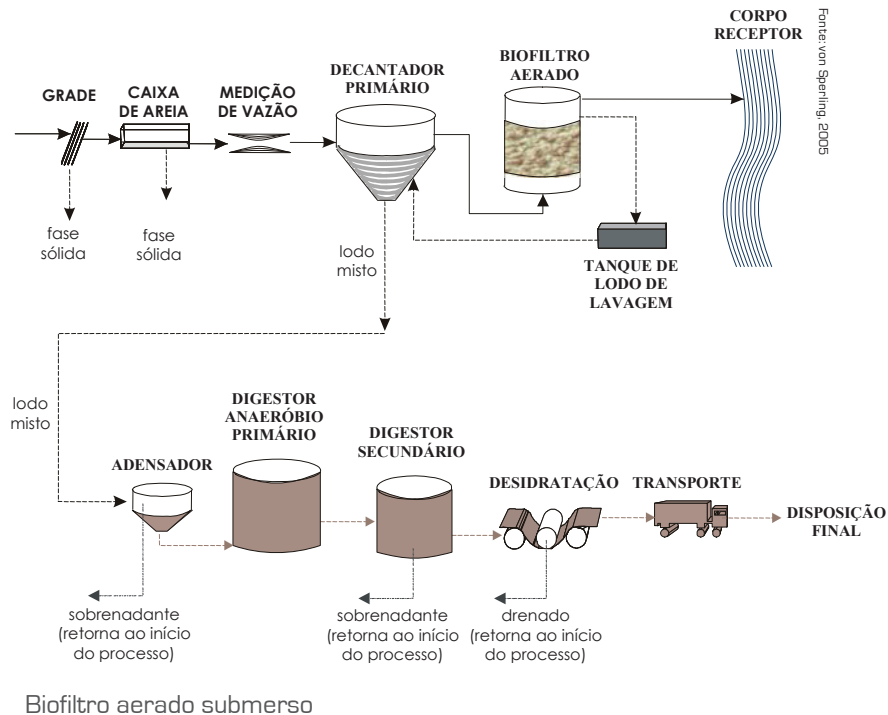 CORPO
RECEPTOR
Fonte: von Sperling, 2005
BIOFILTRO
AERADO
DECANTADOR
PRIMÁRIO
MEDIÇÃO
DE VAZÃO
CAIXA
DE AREIA
GRADE
fase
sólida
fase
sólida
lodo
misto
TANQUE DE
LODO DE
LAVAGEM
lodo
misto
DIGESTOR
ANAERÓBIO
PRIMÁRIO
DIGESTOR
SECUNDÁRIO
ADENSADOR
DESIDRATAÇÃO
TRANSPORTE
DISPOSIÇÃO
FINAL
sobrenadante
(retorna ao início
do processo)
sobrenadante
(retorna ao início
do processo)
drenado
(retorna ao início
do processo)
Biofiltro aerado submerso